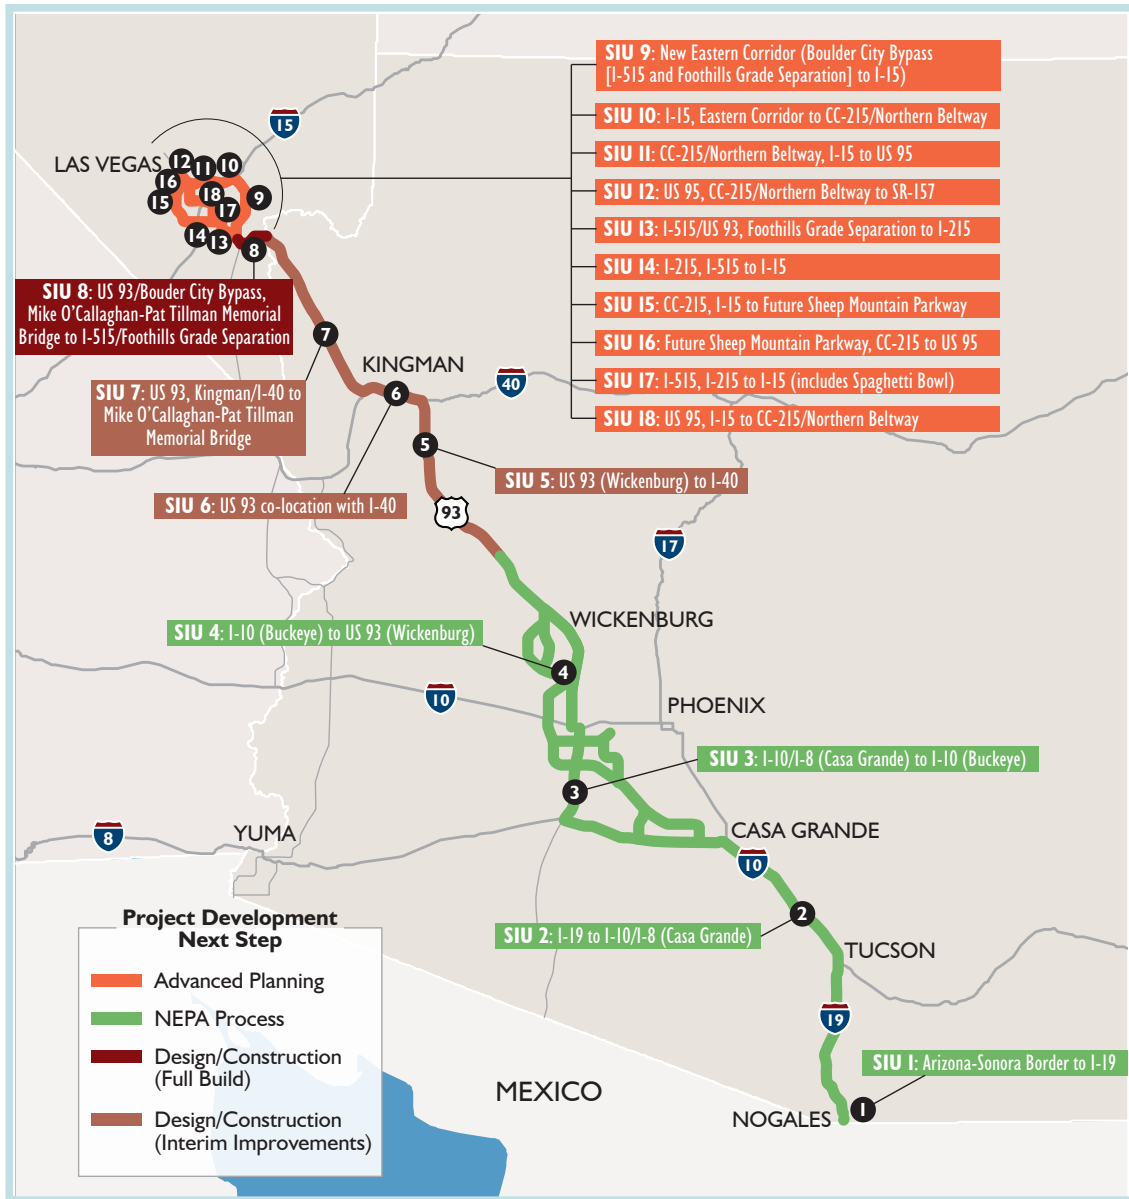 SIU 9: New Eastern Corridor (Boulder City Bypass
[I-515 and Foothills Grade Separation] to I-15)
SIU 10: I-15, Eastern Corridor to CC-215/Northern Beltway
SIU 11: CC-215/Northern Beltway, I-15 to US 95
SIU 12: US 95, CC-215/Northern Beltway to SR-157
SIU 13: I-515/US 93, Foothills Grade Separation to I-215
SIU 14: I-215, I-515 to I-15
SIU 15: CC-215, I-15 to Future Sheep Mountain Parkway
SIU 16: Future Sheep Mountain Parkway, CC-215 to US 95
SIU 17: I-515, I-215 to I-15 (includes Spaghetti Bowl)
SIU 18: US 95, I-15 to CC-215/Northern Beltway
15
LAS VEGAS
12
11
10
16
15
18
17
9
14
13
8
SIU 8: US 93/Bouder City Bypass,
Mike O'Callaghan-Pat Tillman Memorial
Bridge to I-515/Foothills Grade Separation
7
SIU 7: US 93, Kingman/I-40 to
Mike O'Callaghan-Pat Tillman
Memorial Bridge
KINGMAN
6
40
5
SIU 5: US 93 (Wickenburg) to I-40
SIU 6: US 93 co-location with I-40
93
17
WICKENBURG
SIU 4: I-10 (Buckeye) to US 93 (Wickenburg)
4
10
PHOENIX
SIU 3: I-10/I-8 (Casa Grande) to I-10 (Buckeye)
3
8
YUMA
CASA GRANDE
10
2
SIU 2: I-19 to I-10/I-8 (Casa Grande)
TUCSON
19
SIU 1: Arizona-Sonora Border to I-19
1
NOGALES
MEXICO
Project Development
Next Step
Advanced Planning
NEPA Process
Design/Construction
(Full Build)
Design/Construction
(Interim Improvements)